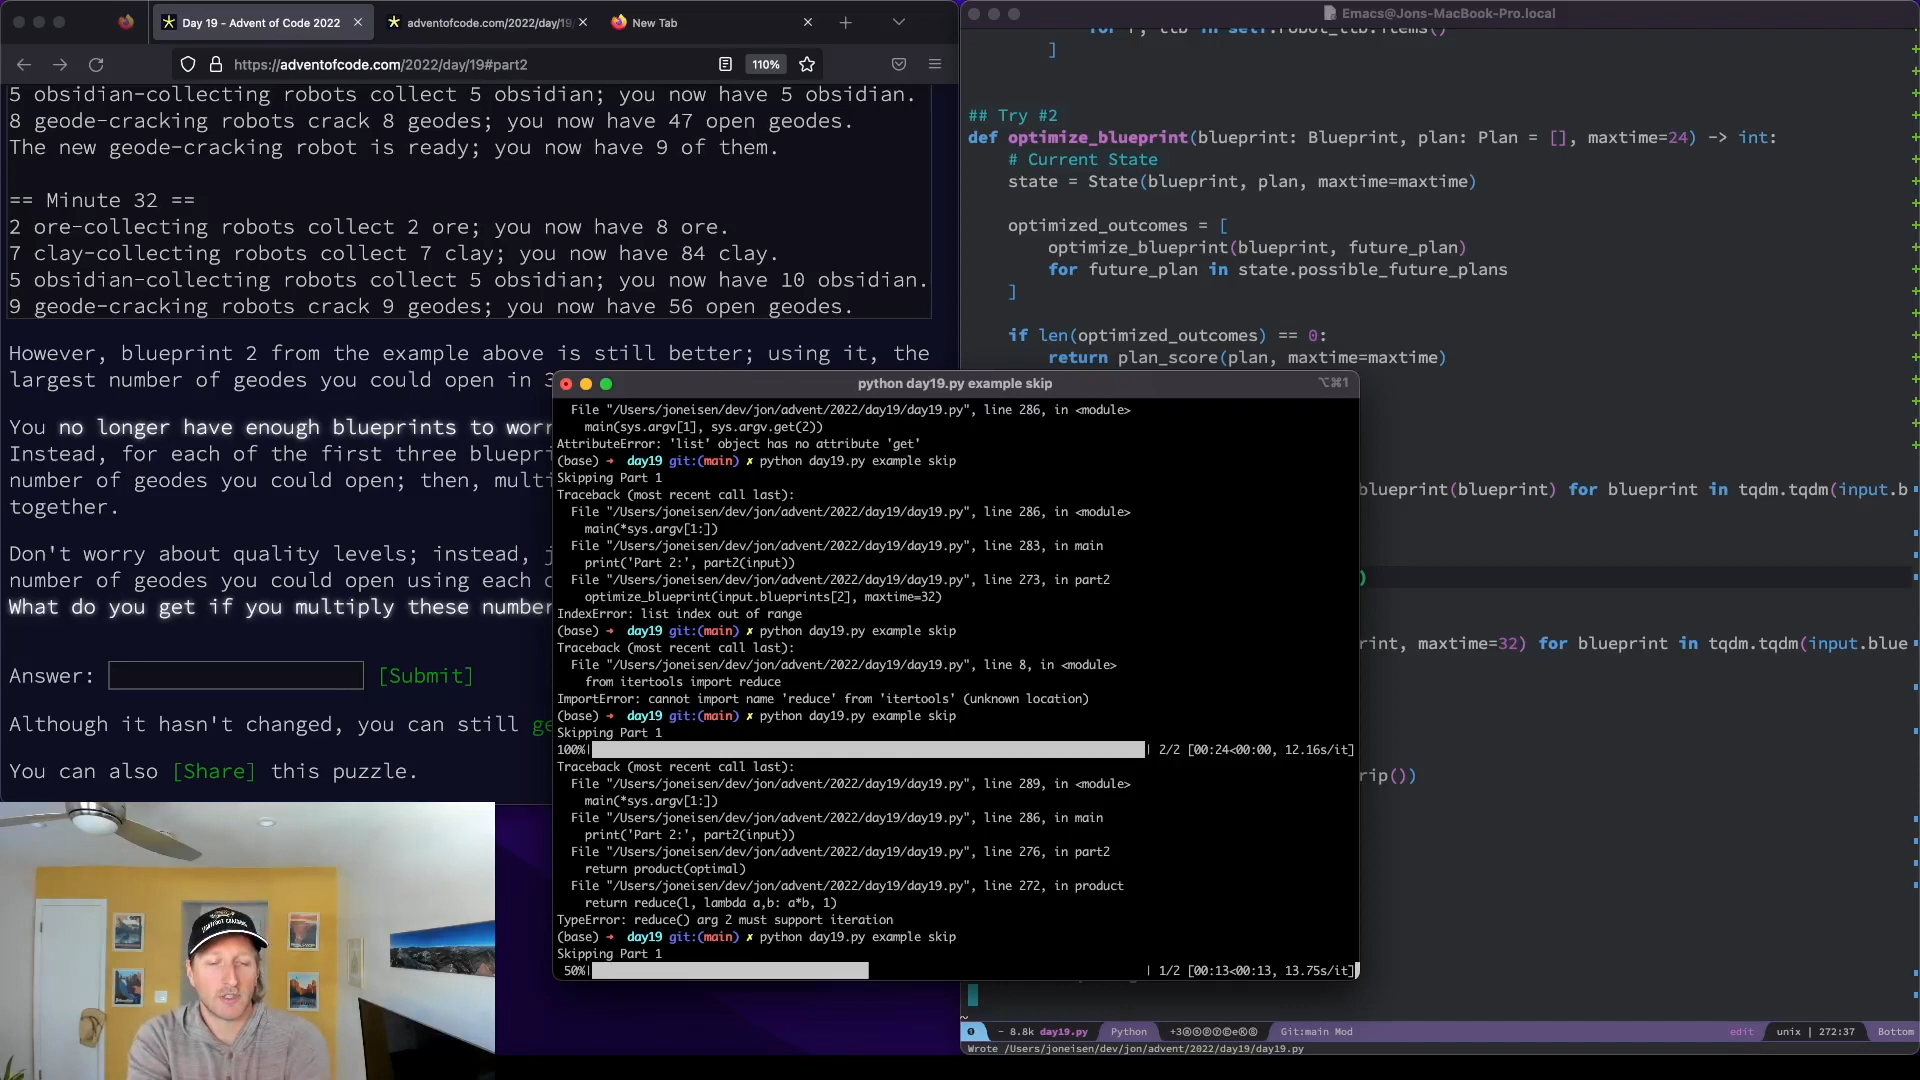 Day 19 - Advent of Code 2022
adventofcode.com/2022/day/19
New Tab
https://adventofcode.com/2022/day/19#part2
110%
5 obsidian-collecting robots collect 5 obsidian; you now have 5 obsidian.
8 geode-cracking robots crack 8 geodes; you now have 47 open geodes.
The new geode-cracking robot is ready; you now have 9 of them.
== Minute 32 ==
2 ore-collecting robots collect 2 ore; you now have 8 ore.
7 clay-collecting robots collect 7 clay; you now have 84 clay.
5 obsidian-collecting robots collect 5 obsidian; you now have 10 obsidian.
9 geode-cracking robots crack 9 geodes; you now have 56 open geodes.
However, blueprint 2 from the example above is still better; using it, the
largest number of geodes you could open in 3
You no longer have enough blueprints to worr
Instead, for each of the first three bluepri
number of geodes you could open; then, multi
together.
Don't worry about quality levels; instead, j
number of geodes you could open using each o
What do you get if you multiply these number
Answer: [Submit]
Although it hasn't changed, you can still ge
You can also [Share] this puzzle.
Emacs@Jons-MacBook-Pro.local
for r, ttb in self.robot_ttb.items()
]
## Try #2
def optimize_blueprint(blueprint: Blueprint, plan: Plan = [], maxtime=24) -> int:
# Current State
state = State(blueprint, plan, maxtime=maxtime)
optimized_outcomes = [
optimize_blueprint(blueprint, future_plan)
for future_plan in state.possible_future_plans
]
if len(optimized_outcomes) == 0:
return plan_score(plan, maxtime=maxtime)
blueprint(blueprint) for blueprint in tqdm.tqdm(input.b
)
rint, maxtime=32) for blueprint in tqdm.tqdm(input.blue
rip())
python day19.py example skip
⌥⌘1
File "/Users/joneisen/dev/jon/advent/2022/day19/day19.py", line 286, in <module>
main(sys.argv[1], sys.argv.get(2))
AttributeError: 'list' object has no attribute 'get'
(base) ➜ day19 git:(main) ✗ python day19.py example skip
Skipping Part 1
Traceback (most recent call last):
File "/Users/joneisen/dev/jon/advent/2022/day19/day19.py", line 286, in <module>
main(*sys.argv[1:])
File "/Users/joneisen/dev/jon/advent/2022/day19/day19.py", line 283, in main
print('Part 2:', part2(input))
File "/Users/joneisen/dev/jon/advent/2022/day19/day19.py", line 273, in part2
optimize_blueprint(input.blueprints[2], maxtime=32)
IndexError: list index out of range
(base) ➜ day19 git:(main) ✗ python day19.py example skip
Traceback (most recent call last):
File "/Users/joneisen/dev/jon/advent/2022/day19/day19.py", line 8, in <module>
from itertools import reduce
ImportError: cannot import name 'reduce' from 'itertools' (unknown location)
(base) ➜ day19 git:(main) ✗ python day19.py example skip
Skipping Part 1
100%| | 2/2 [00:24<00:00, 12.16s/it]
Traceback (most recent call last):
File "/Users/joneisen/dev/jon/advent/2022/day19/day19.py", line 289, in <module>
main(*sys.argv[1:])
File "/Users/joneisen/dev/jon/advent/2022/day19/day19.py", line 286, in main
print('Part 2:', part2(input))
File "/Users/joneisen/dev/jon/advent/2022/day19/day19.py", line 276, in part2
return product(optimal)
File "/Users/joneisen/dev/jon/advent/2022/day19/day19.py", line 272, in product
return reduce(l, lambda a,b: a*b, 1)
TypeError: reduce() arg 2 must support iteration
(base) ➜ day19 git:(main) ✗ python day19.py example skip
Skipping Part 1
50%| | 1/2 [00:13<00:13, 13.75s/it]
~
- 8.8k day19.py Python Git:main Mod edit unix | 272:37 Bottom
Wrote /Users/joneisen/dev/jon/advent/2022/day19/day19.py